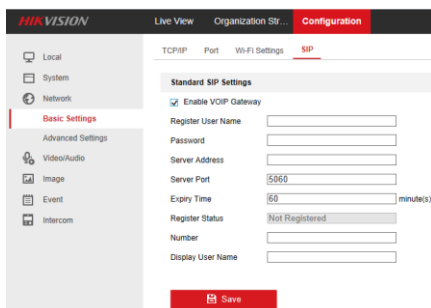 HIKVISION
Live View Organization Str... Configuration
TCP/IP Port Wi-Fi Settings SIP
Local
System
Network
Basic Settings
Advanced Settings
Video/Audio
Image
Event
Intercom
Standard SIP Settings
Enable VOIP Gateway
Register User Name
Password
Server Address
Server Port 5060
Expiry Time 60 minute(s)
Register Status Not Registered
Number
Display User Name
Save